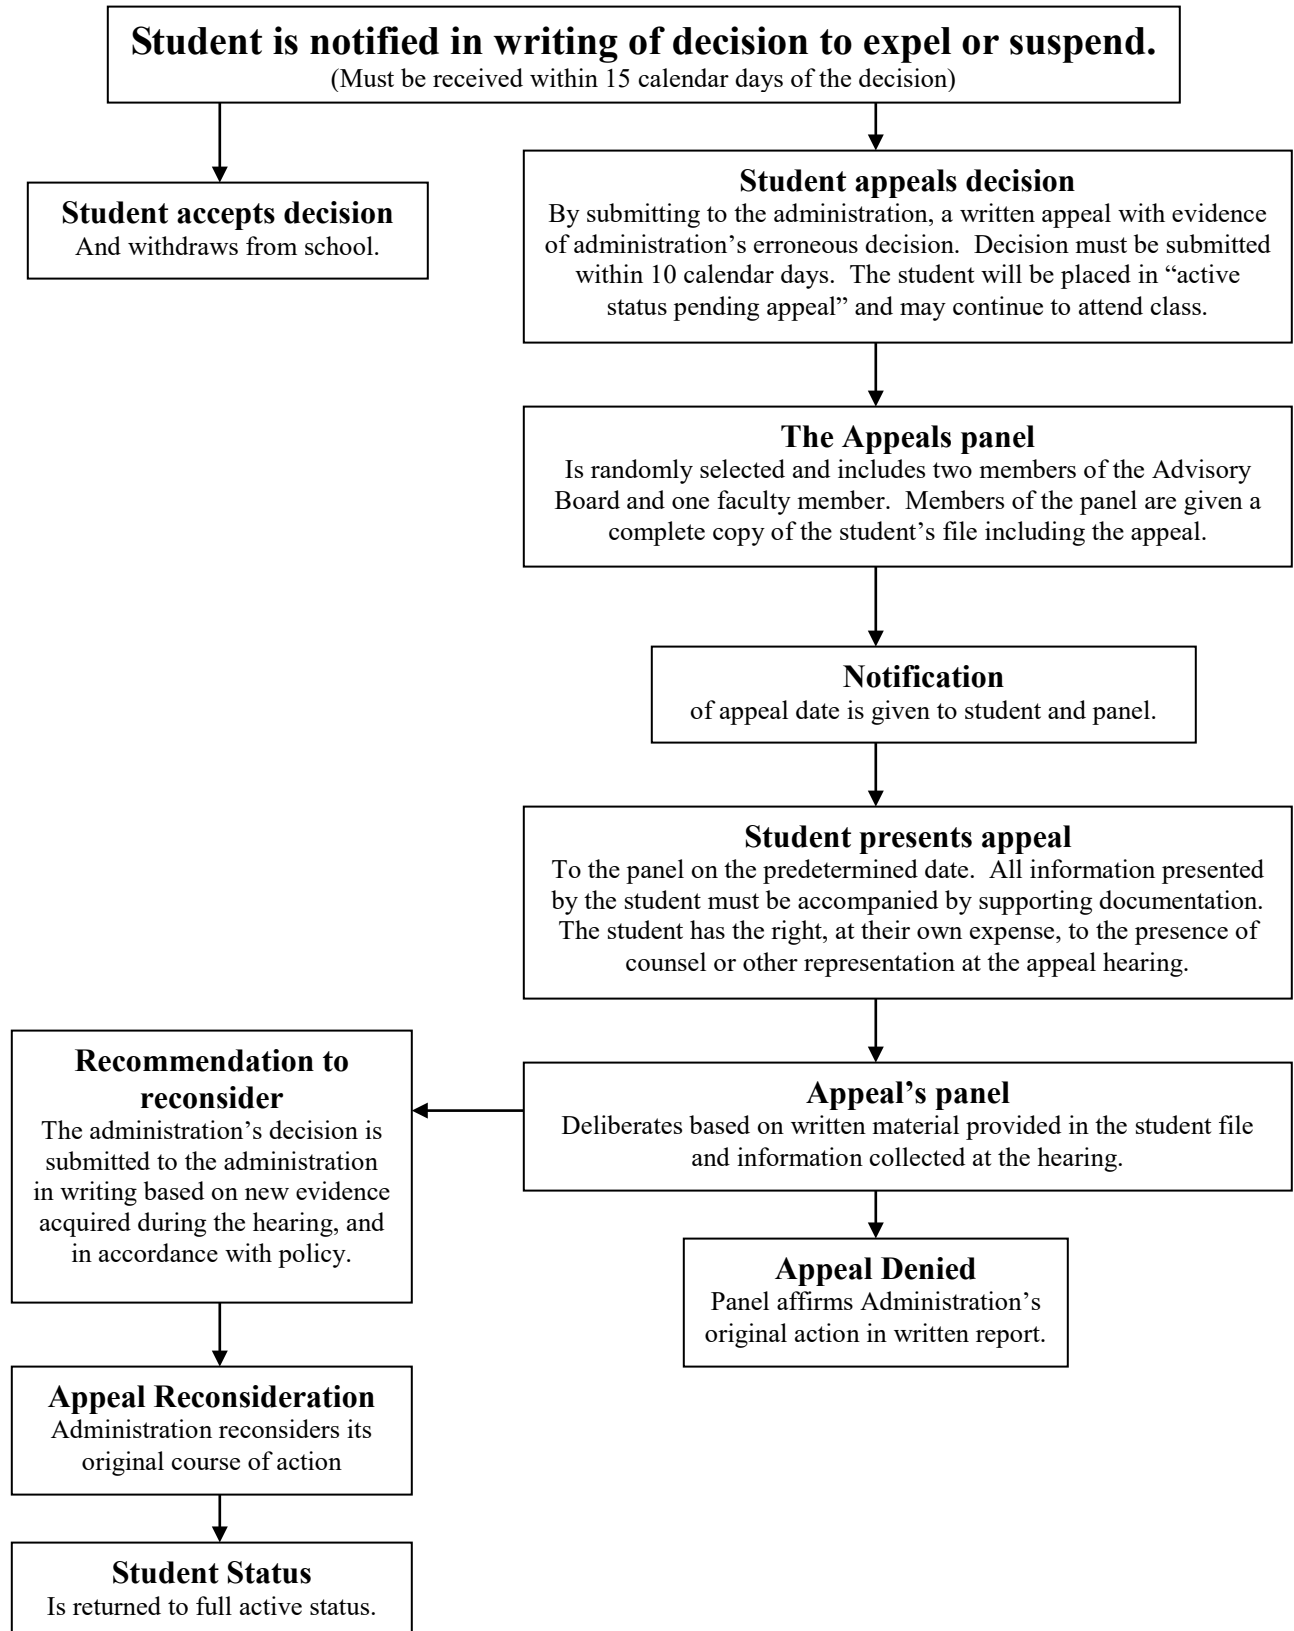 Student is notified in writing of decision to expel or suspend.
(Must be received within 15 calendar days of the decision)
Student accepts decision
And withdraws from school.
Student appeals decision
By submitting to the administration, a written appeal with evidence
of administration’s erroneous decision.  Decision must be submitted
within 10 calendar days.  The student will be placed in “active
status pending appeal” and may continue to attend class.
The Appeals panel
Is randomly selected and includes two members of the Advisory
Board and one faculty member.  Members of the panel are given a
complete copy of the student’s file including the appeal.
Notification
of appeal date is given to student and panel.
Student presents appeal
To the panel on the predetermined date.  All information presented
by the student must be accompanied by supporting documentation.
The student has the right, at their own expense, to the presence of
counsel or other representation at the appeal hearing.
Appeal’s panel
Deliberates based on written material provided in the student file
and information collected at the hearing.
Recommendation to
reconsider
The administration’s decision is
submitted to the administration
in writing based on new evidence
acquired during the hearing, and
in accordance with policy.
Appeal Denied
Panel affirms Administration’s
original action in written report.
Appeal Reconsideration
Administration reconsiders its
original course of action
Student Status
Is returned to full active status.